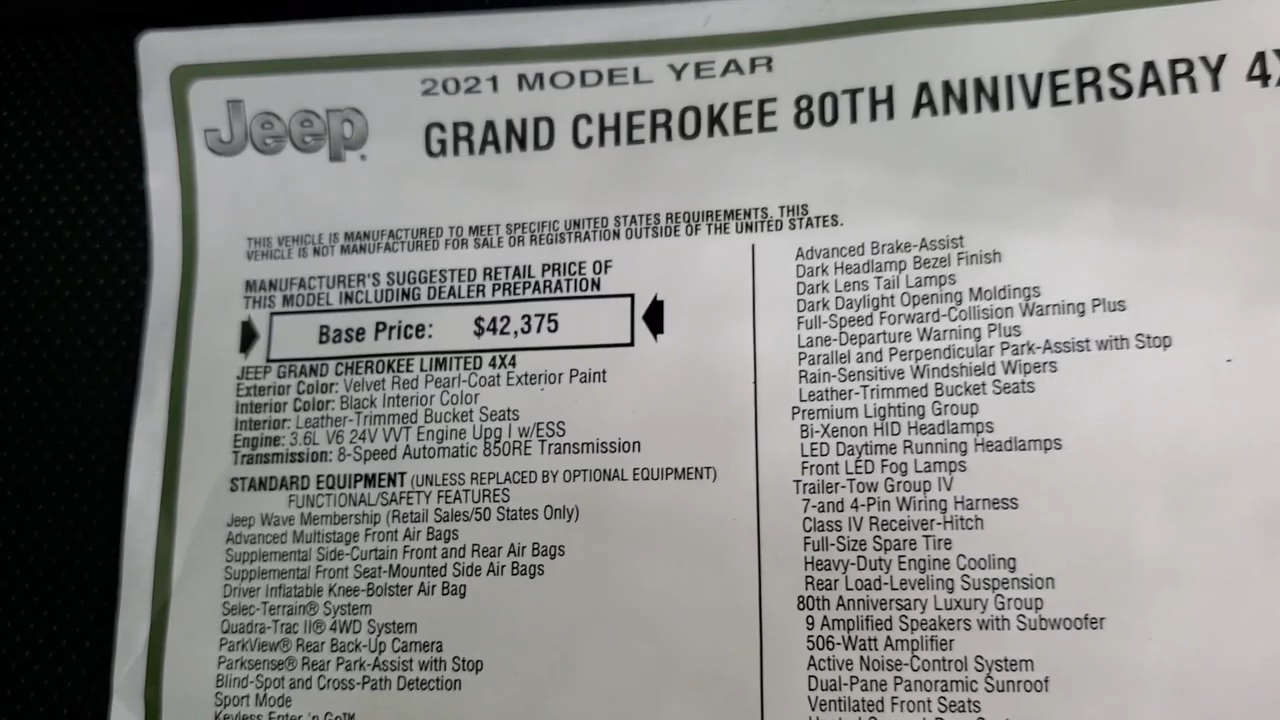 Jeep
2021 MODEL YEAR
GRAND CHEROKEE 80TH ANNIVERSARY
THIS VEHICLE IS MANUFACTURED TO MEET SPECIFIC UNITED STATES REQUIREMENTS. THIS
VEHICLE IS NOT MANUFACTURED FOR SALE OR REGISTRATION OUTSIDE OF THE UNITED STATES.
MANUFACTURER'S SUGGESTED RETAIL PRICE OF
THIS MODEL INCLUDING DEALER PREPARATION
Base Price: $42,375
JEEP GRAND CHEROKEE LIMITED 4X4
Exterior Color: Velvet Red Pearl-Coat Exterior Paint
Interior Color: Black Interior Color
Interior: Leather-Trimmed Bucket Seats
Engine: 3.6L V6 24V VVT Engine Upg I w/ESS
Transmission: 8-Speed Automatic 850RE Transmission
STANDARD EQUIPMENT (UNLESS REPLACED BY OPTIONAL EQUIPMENT)
FUNCTIONAL/SAFETY FEATURES
Jeep Wave Membership (Retail Sales/50 States Only)
Advanced Multistage Front Air Bags
Supplemental Side-Curtain Front and Rear Air Bags
Supplemental Front Seat-Mounted Side Air Bags
Driver Inflatable Knee-Bolster Air Bag
Selec-Terrain® System
Quadra-Trac II® 4WD System
ParkView® Rear Back-Up Camera
Parksense® Rear Park-Assist with Stop
Blind-Spot and Cross-Path Detection
Sport Mode
Keyless Enter 'n Go™
Advanced Brake-Assist
Dark Headlamp Bezel Finish
Dark Lens Tail Lamps
Dark Daylight Opening Moldings
Full-Speed Forward-Collision Warning Plus
Lane-Departure Warning Plus
Parallel and Perpendicular Park-Assist with Stop
Rain-Sensitive Windshield Wipers
Leather-Trimmed Bucket Seats
Premium Lighting Group
Bi-Xenon HID Headlamps
LED Daytime Running Headlamps
Front LED Fog Lamps
Trailer-Tow Group IV
7-and 4-Pin Wiring Harness
Class IV Receiver-Hitch
Full-Size Spare Tire
Heavy-Duty Engine Cooling
Rear Load-Leveling Suspension
80th Anniversary Luxury Group
9 Amplified Speakers with Subwoofer
506-Watt Amplifier
Active Noise-Control System
Dual-Pane Panoramic Sunroof
Ventilated Front Seats